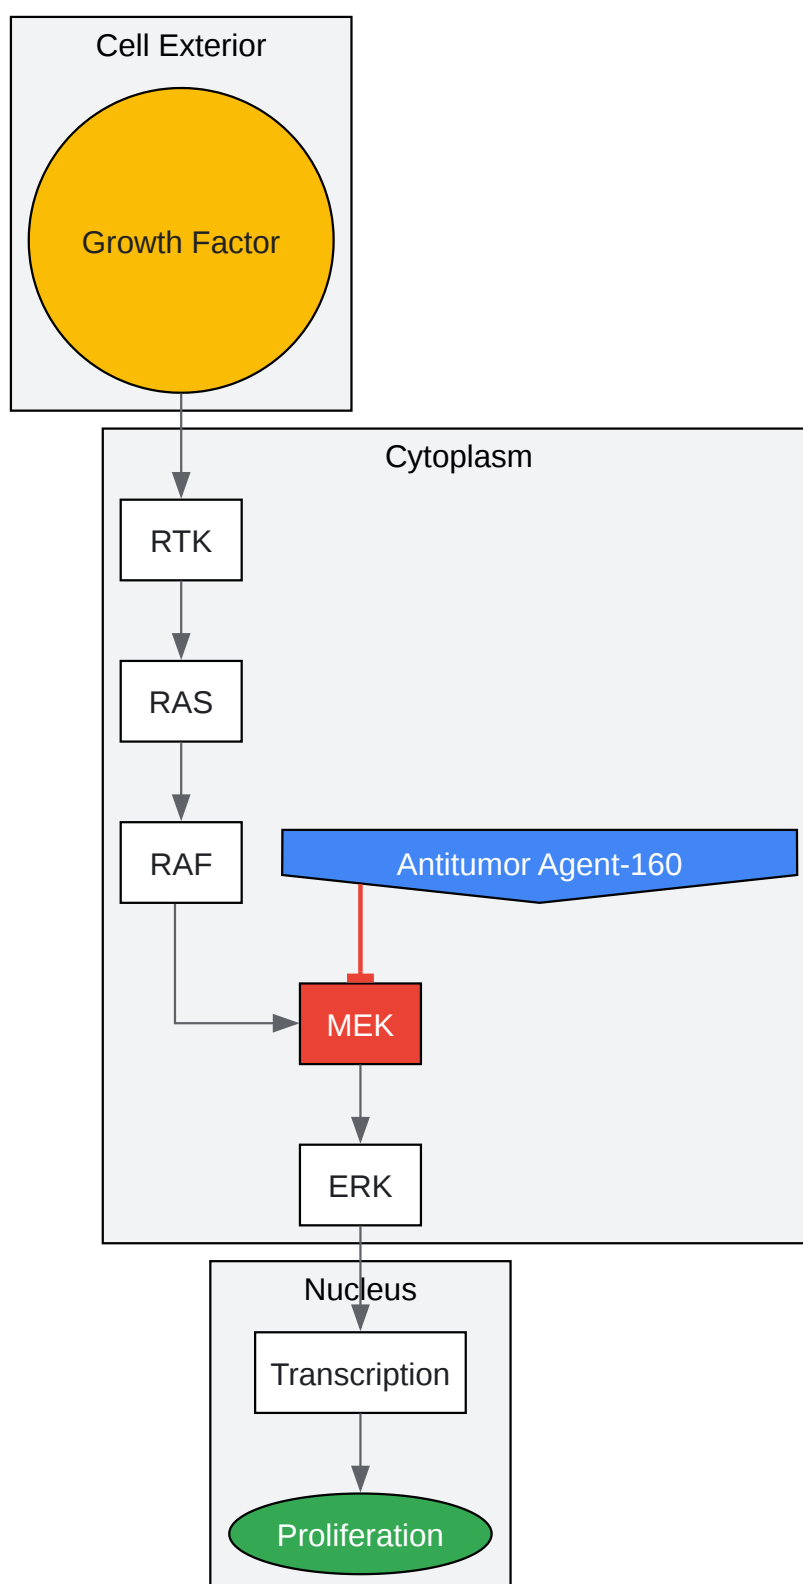 Cell Exterior
Growth Factor
Cytoplasm
RTK
RAS
RAF
Antitumor Agent-160
MEK
ERK
Nucleus
Transcription
Proliferation